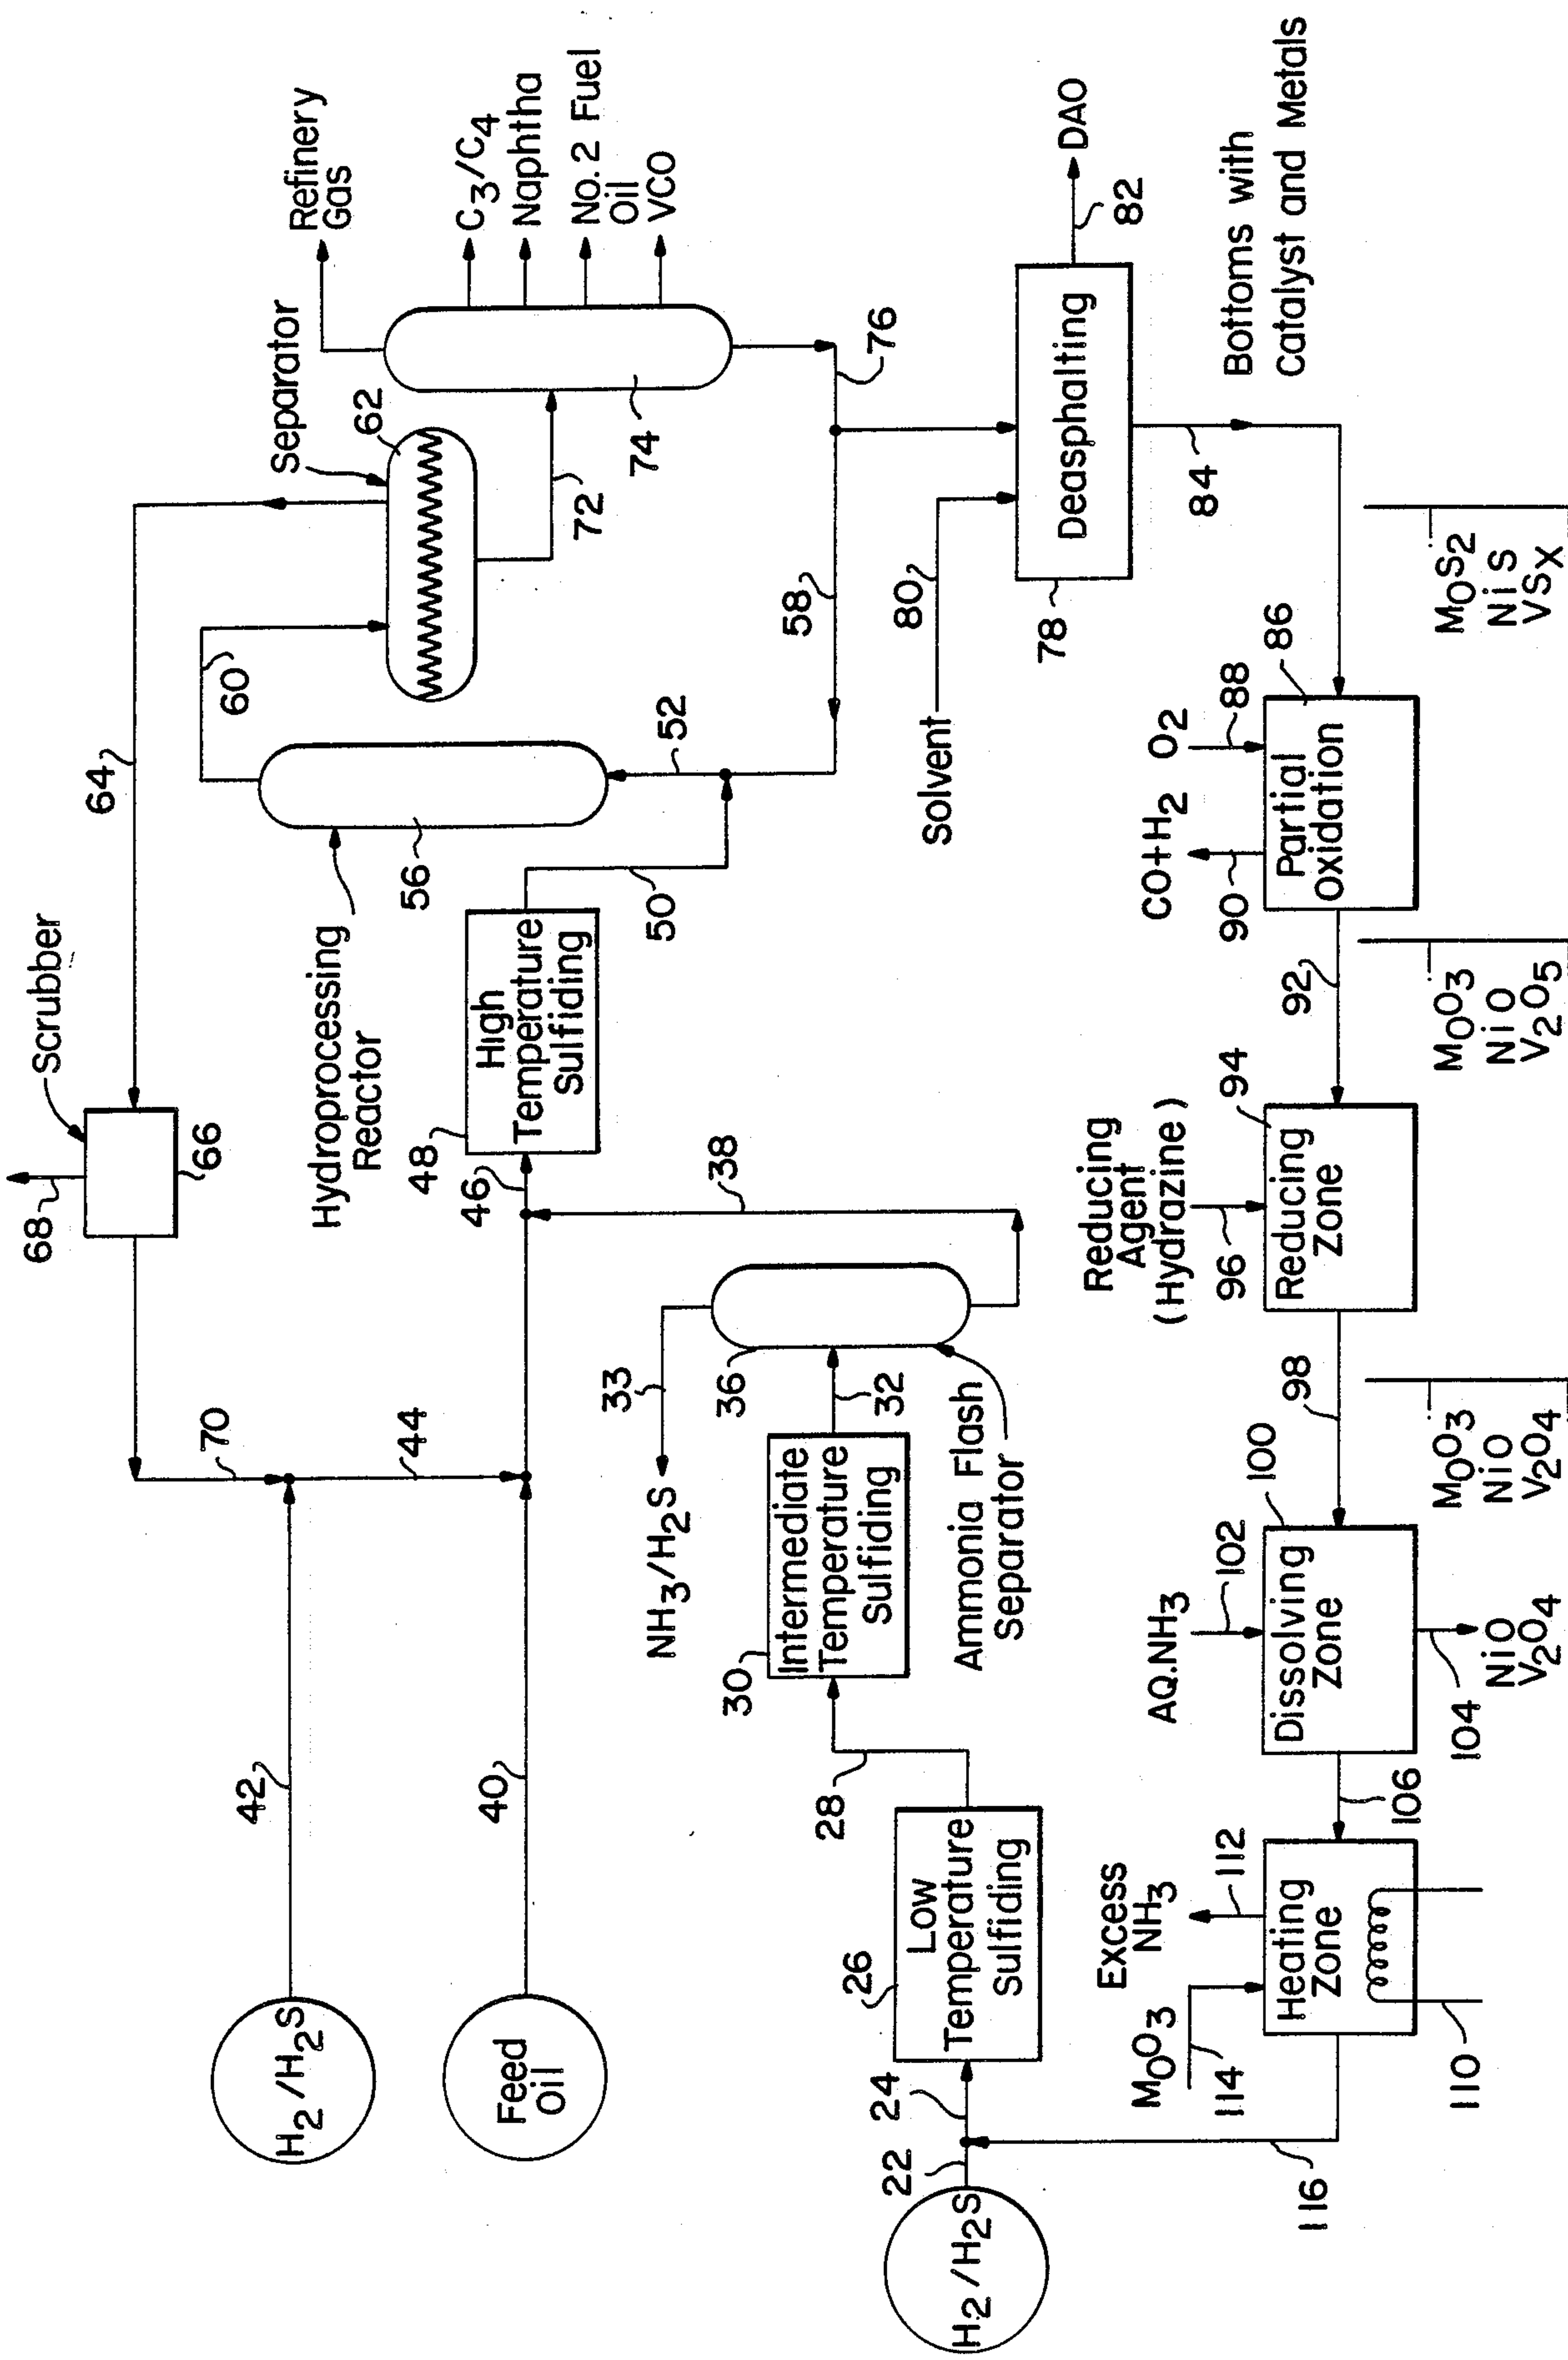 Refinery
Gas
C3/C4
Naphtha
No. 2 Fuel
Oil
VCO
Separator
62
64
60
72
74
76
Scrubber
68
66
70
Hydroprocessing
Reactor
56
52
58
50
High
Temperature
Sulfiding
48
46
38
44
42
H2/H2S
40
Feed
Oil
Solvent
80
78
Deasphalting
82
DAO
84
Bottoms with
Catalyst and Metals
33
NH3/H2S
36
32
Ammonia Flash
Separator
30
Intermediate
Temperature
Sulfiding
28
26
Low
Temperature
Sulfiding
24
22
H2/H2S
116
MoO3
114
Excess
NH3
112
Heating
Zone
110
106
AQ.NH3
102
100
Dissolving
Zone
104
NiO
V2O4
98
MoO3
NiO
V2O4
Reducing
Agent
(Hydrazine)
96
94
Reducing
Zone
92
MoO3
NiO
V2O5
CO+H2
90
O2
88
86
Partial
Oxidation
MoS2
NiS
VSx